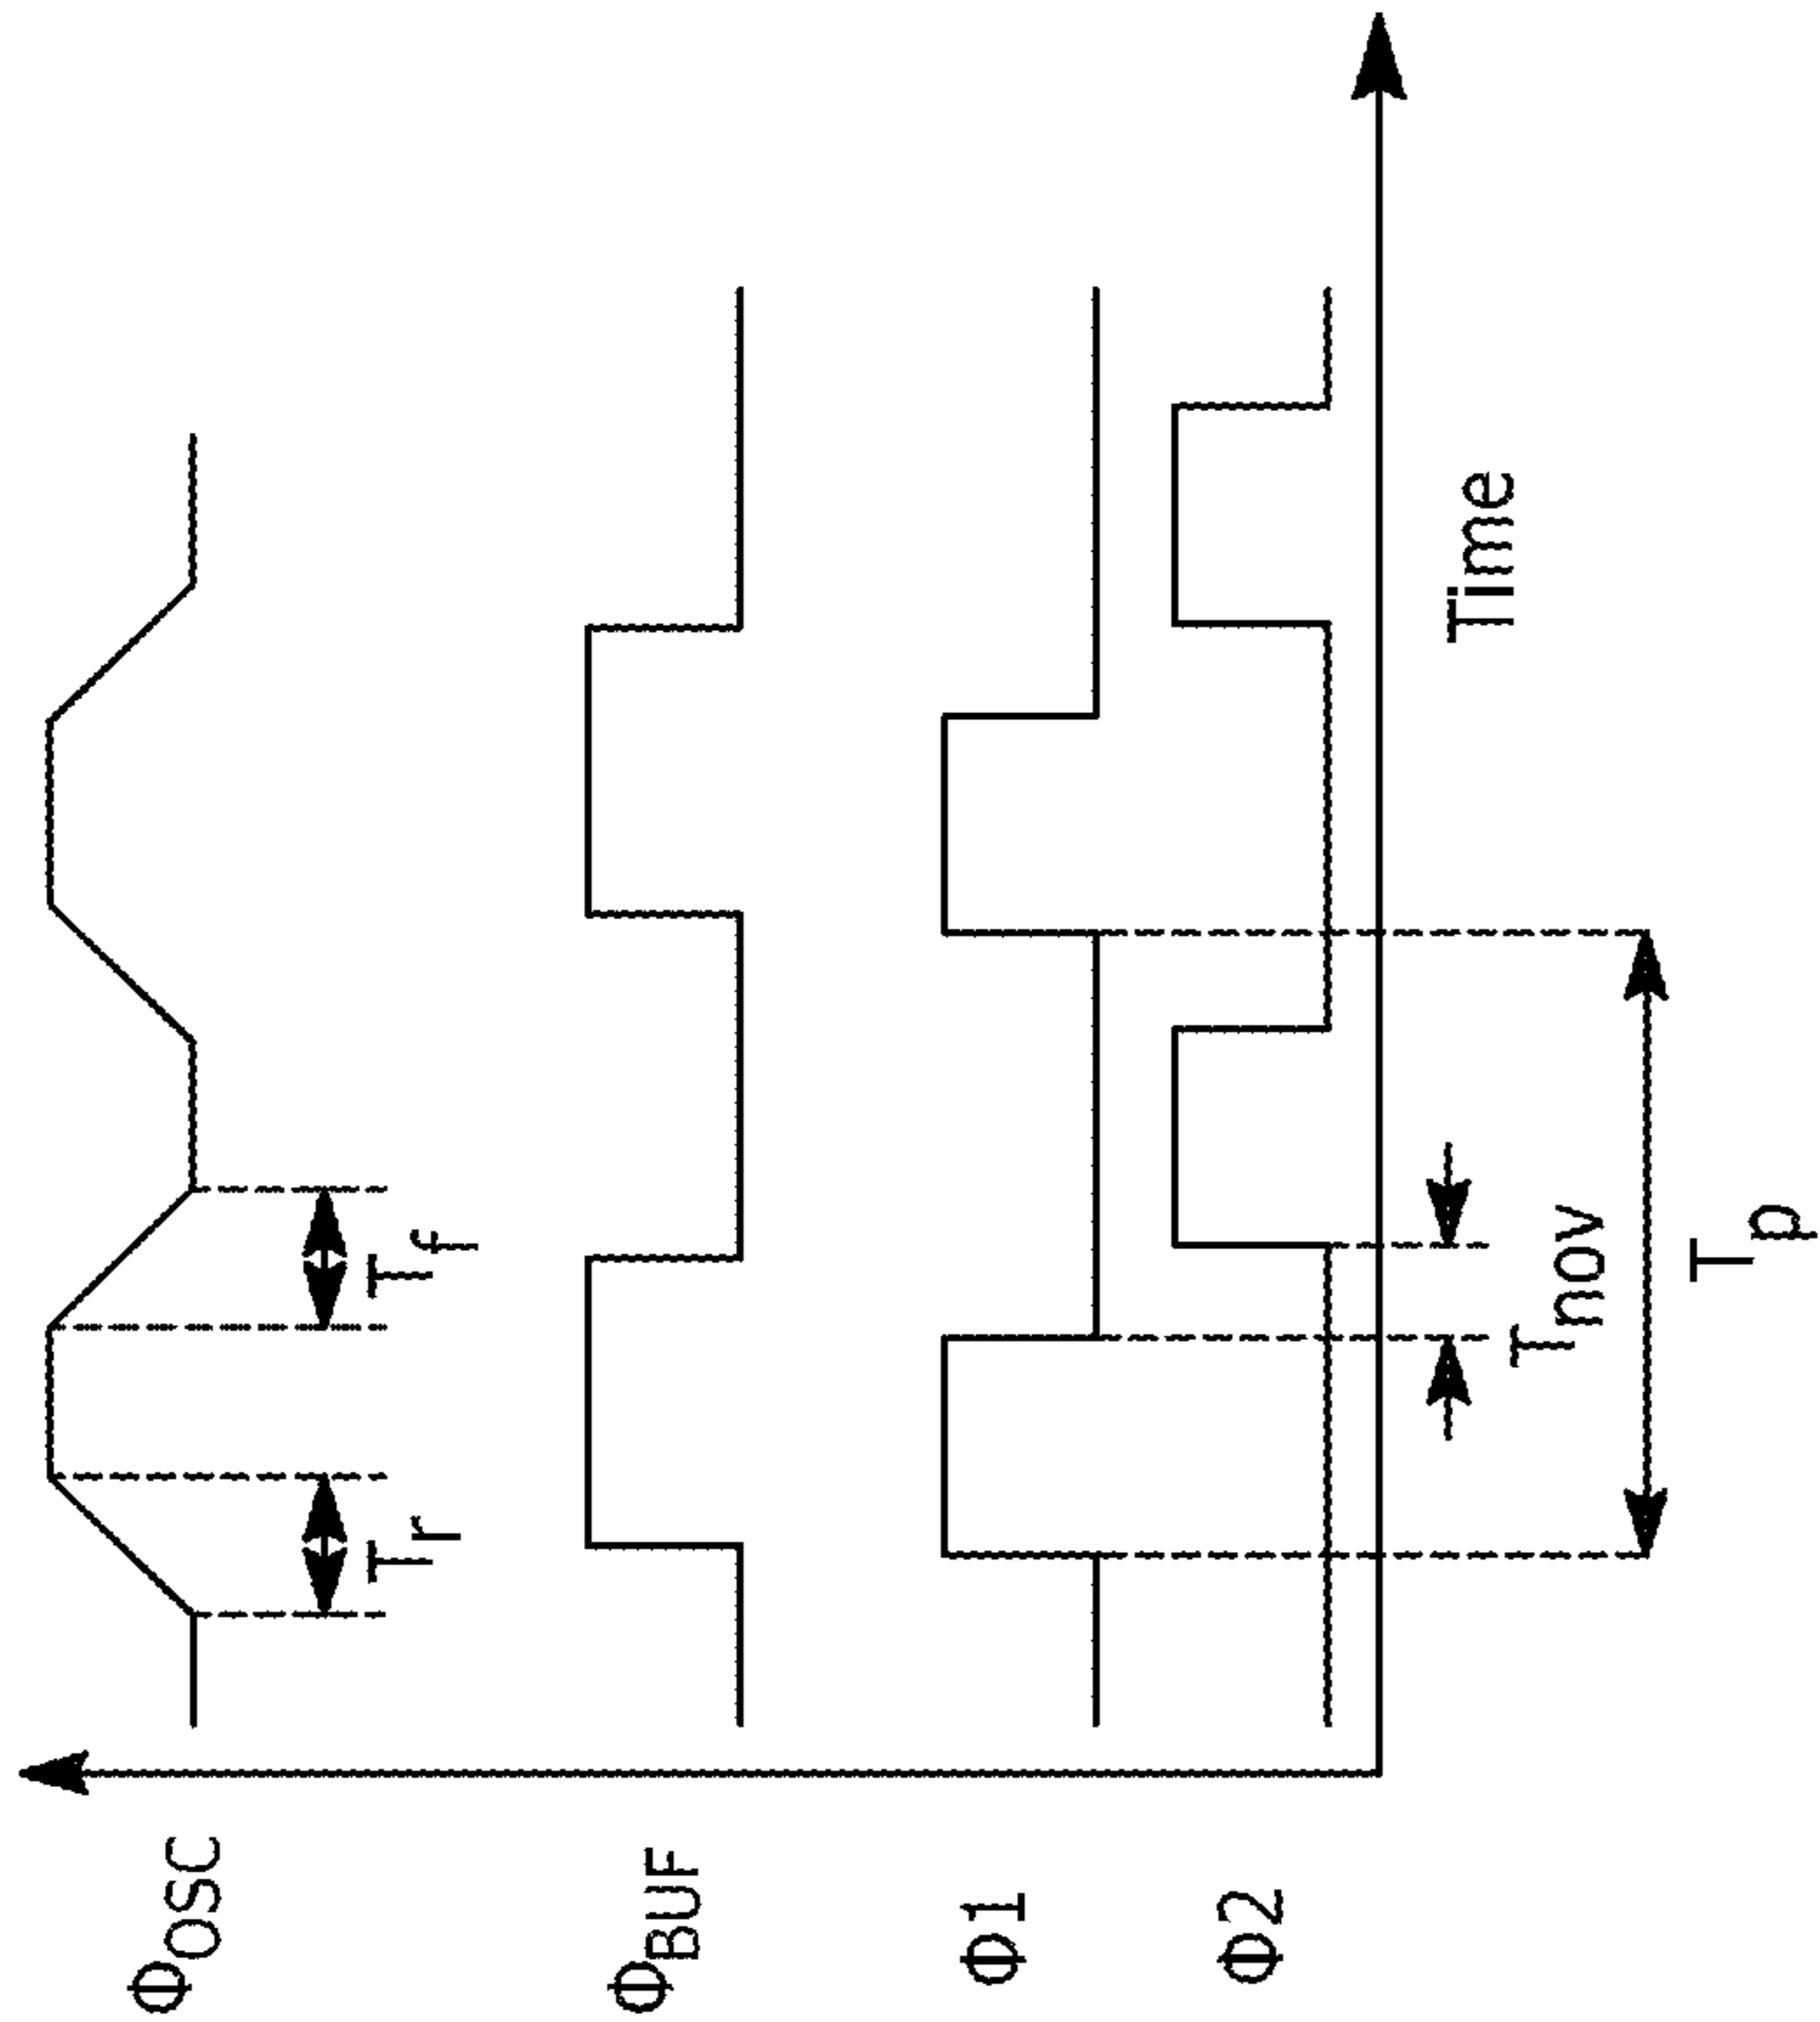 Φ_OSC
T_r
T_f
Φ_BUF
Φ1
Φ2
Time
T_nov
T_p